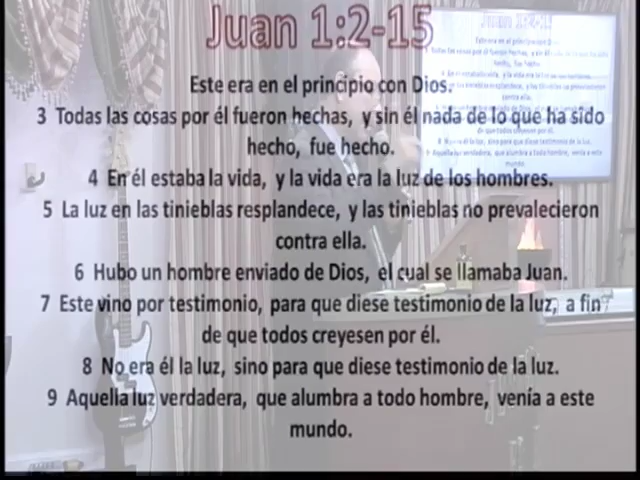 Juan 1:2-15
Este era en el principio con Dios.
3 Todas las cosas por él fueron hechas, y sin él nada de lo que ha sido
hecho, fue hecho.
4 En él estaba la vida, y la vida era la luz de los hombres.
5 La luz en las tinieblas resplandece, y las tinieblas no prevalecieron
contra ella.
6 Hubo un hombre enviado de Dios, el cual se llamaba Juan.
7 Este vino por testimonio, para que diese testimonio de la luz, a fin
de que todos creyesen por él.
8 No era él la luz, sino para que diese testimonio de la luz.
9 Aquella luz verdadera, que alumbra a todo hombre, venía a este
mundo.